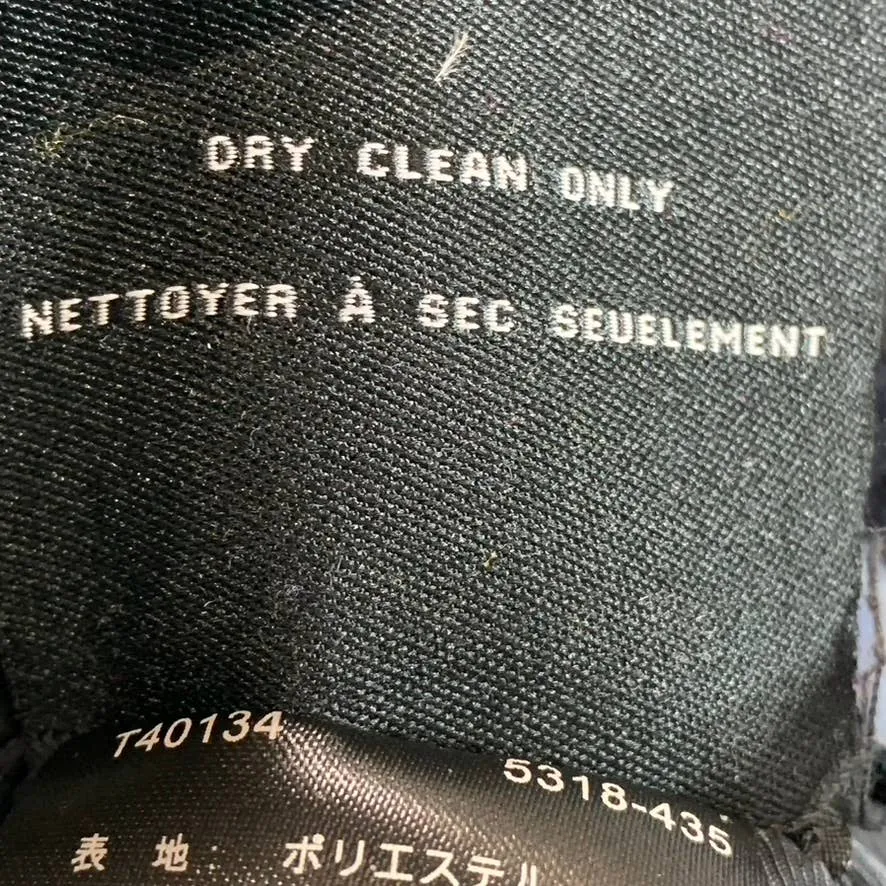 DRY CLEAN ONLY
NETTOYER À SEC SEUELEMENT
T40134 5318-435
表 地: ポリエステル